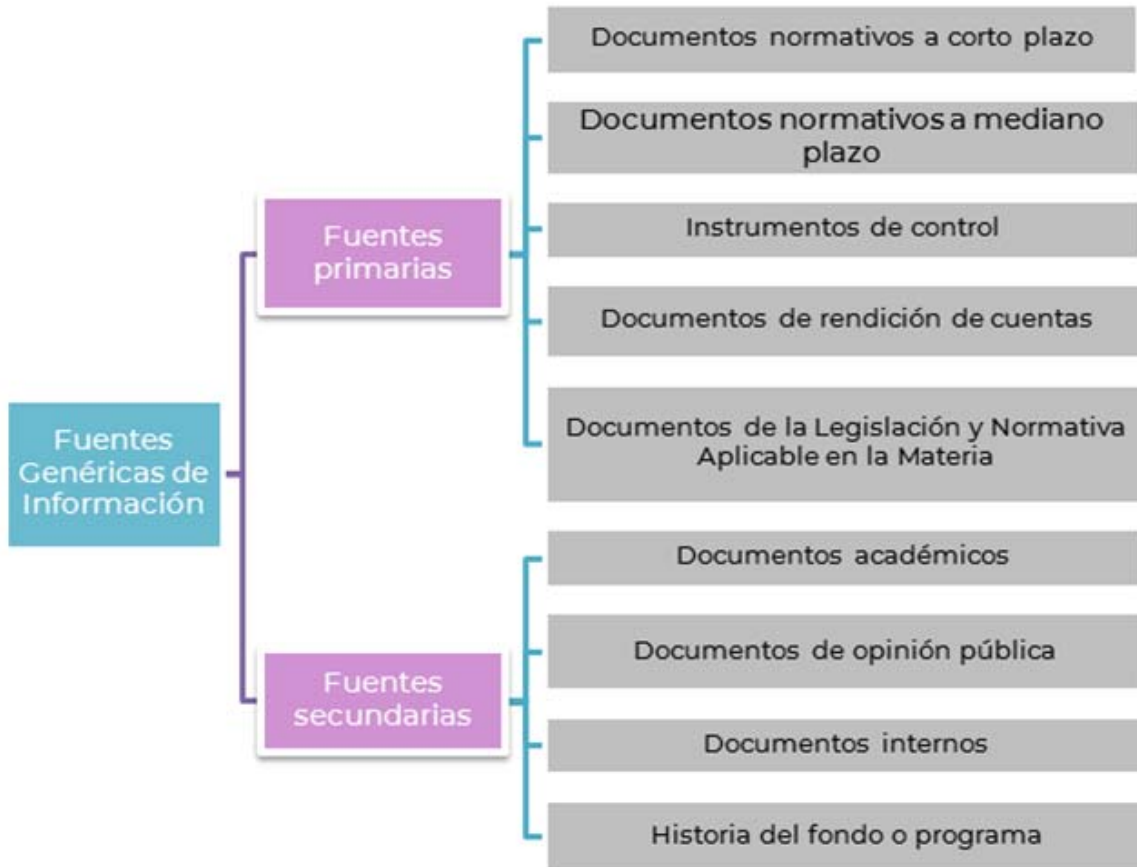 Fuentes
Genéricas de
Información
Fuentes
primarias
Documentos normativos a corto plazo
Documentos normativos a mediano
plazo
Instrumentos de control
Documentos de rendición de cuentas
Documentos de la Legislación y Normativa
Aplicable en la Materia
Fuentes
secundarias
Documentos académicos
Documentos de opinión pública
Documentos internos
Historia del fondo o programa